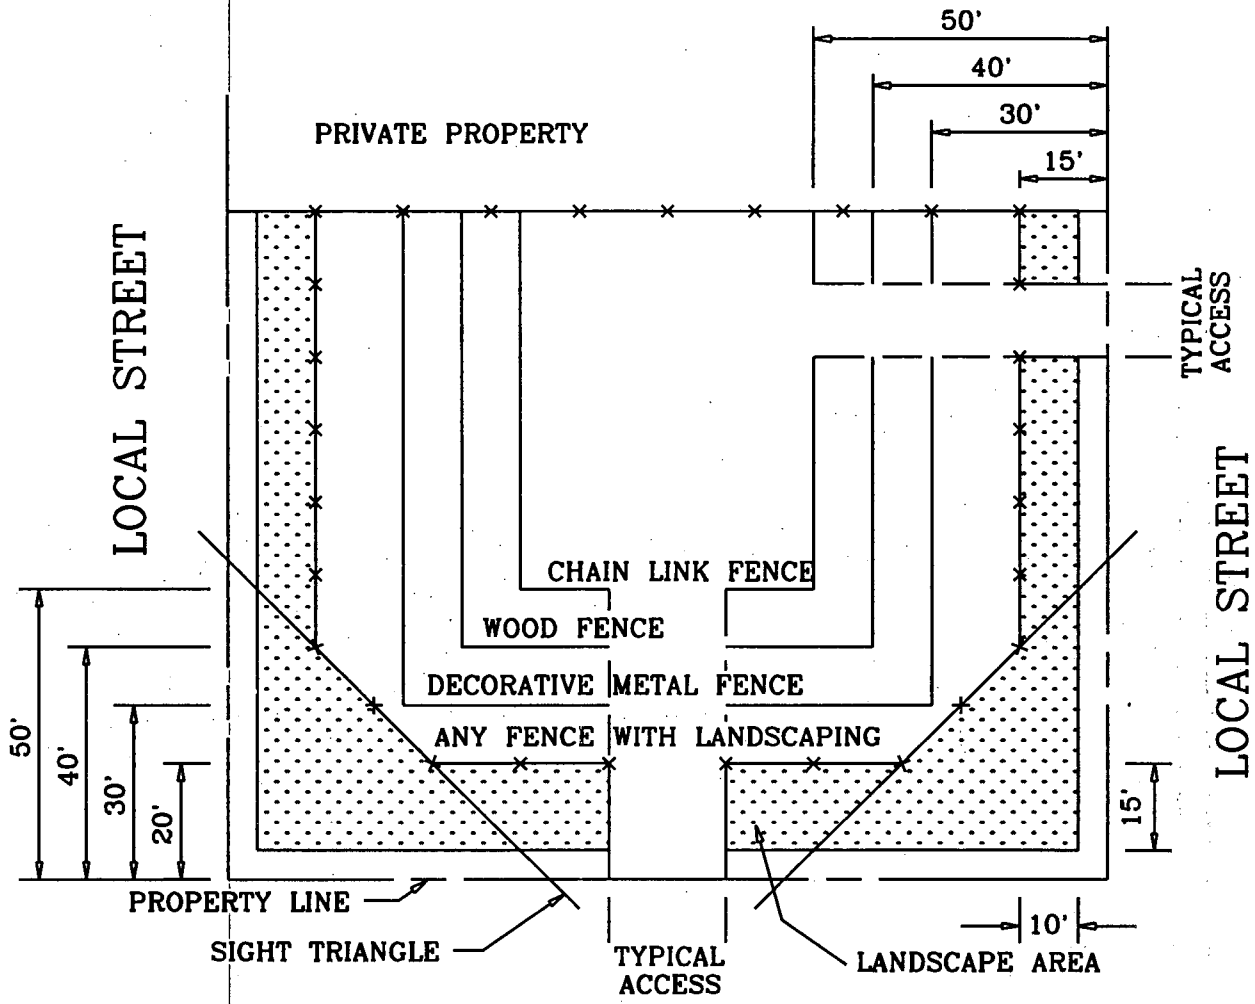 50'
40'
30'
15'
PRIVATE PROPERTY
LOCAL STREET
TYPICAL
ACCESS
LOCAL STREET
CHAIN LINK FENCE
WOOD FENCE
DECORATIVE METAL FENCE
ANY FENCE WITH LANDSCAPING
50'
40'
30'
20'
15'
PROPERTY LINE
10'
SIGHT TRIANGLE
TYPICAL
ACCESS
LANDSCAPE AREA